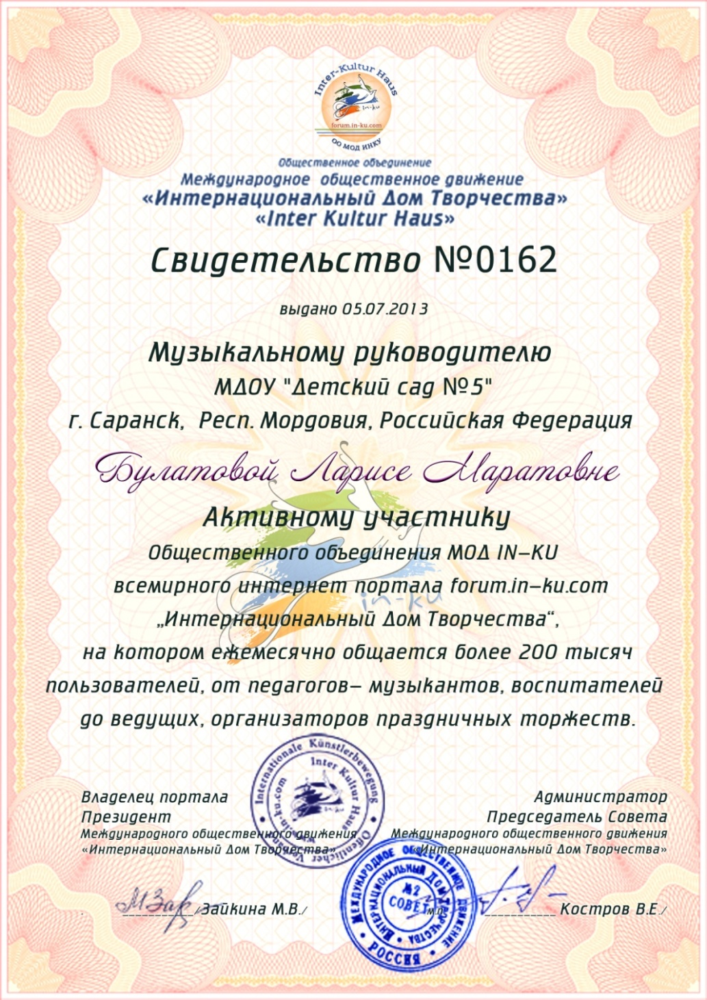 Inter-Kultur Haus
in-ku
forum.in-ku.com
ОО МОД ИНКУ
Общественное объединение
Международное общественное движение
«Интернациональный Дом Творчества»
«Inter Kultur Haus»
Свидетельство №0162
выдано 05.07.2013
Музыкальному руководителю
МДОУ "Детский сад №5"
г. Саранск, Респ. Мордовия, Российская Федерация
Булатовой Ларисе Маратовне
Активному участнику
Общественного объединения МОД IN–KU
всемирного интернет портала forum.in–ku.com
in-ku
„Интернациональный Дом Творчества“,
на котором ежемесячно общается более 200 тысяч
пользователей, от педагогов– музыкантов, воспитателей
до ведущих, организаторов праздничных торжеств.
Internationale Künstlerbewegung
Öffentlicher
Inter Kultur Haus
www.in-ku.com
in-ku
Владелец портала
Президент
Международного общественного движения
«Интернациональный Дом Творчества»
Администратор
Председатель Совета
Международного общественного движения
«Интернациональный Дом Творчества»
МЕЖДУНАРОДНОЕ ОБЩЕСТВЕННОЕ ДВИЖЕНИЕ
ИНТЕРНАЦИОНАЛЬНЫЙ ДОМ ТВОРЧЕСТВА
№2
СОВЕТ
РОССИЯ
М.П.
МЗар /Зайкина М.В./
Костров В.Е./